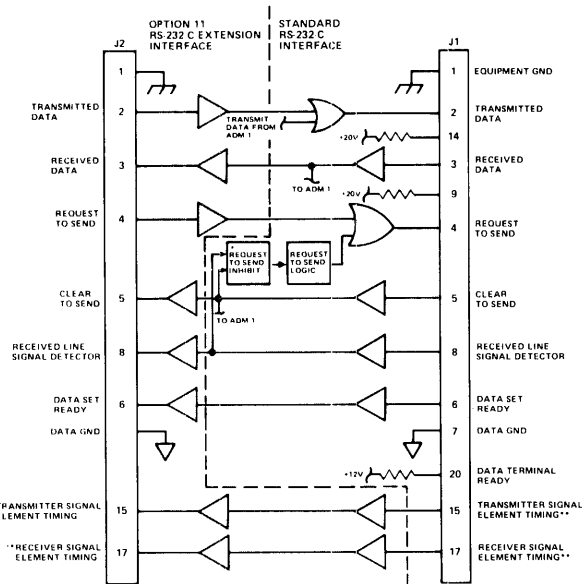 OPTION 11
RS-232 C EXTENSION
INTERFACE
STANDARD
RS-232 C
INTERFACE
J2
J1
1
1
EQUIPMENT GND
TRANSMITTED
DATA
2
TRANSMIT
DATA FROM
ADM 1
2
TRANSMITTED
DATA
+20V
14
RECEIVED
DATA
3
TO ADM 1
3
RECEIVED
DATA
+20V
9
REQUEST
TO SEND
4
4
REQUEST
TO SEND
REQUEST
TO SEND
INHIBIT
REQUEST
TO SEND
LOGIC
CLEAR
TO SEND
5
TO ADM 1
5
CLEAR
TO SEND
RECEIVED LINE
SIGNAL DETECTOR
8
8
RECEIVED LINE
SIGNAL DETECTOR
DATA SET
READY
6
6
DATA SET
READY
DATA GND
7
DATA GND
+12V
20
DATA TERMINAL
READY
TRANSMITTER SIGNAL
ELEMENT TIMING
15
15
TRANSMITTER SIGNAL
ELEMENT TIMING**
**RECEIVER SIGNAL
ELEMENT TIMING
17
17
RECEIVER SIGNAL
ELEMENT TIMING**